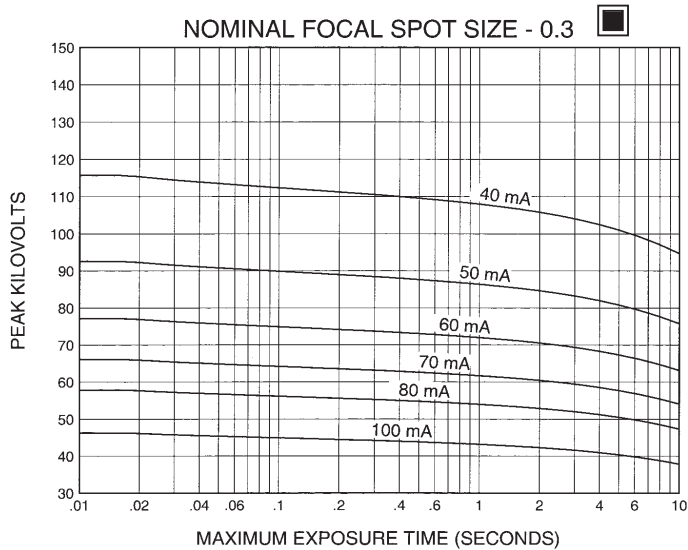 NOMINAL FOCAL SPOT SIZE - 0.3
150
140
130
120
110
100
90
80
70
60
50
40
30
PEAK KILOVOLTS
40 mA
50 mA
60 mA
70 mA
80 mA
100 mA
.01 .02 .04 .06 .1 .2 .4 .6 1 2 4 6 10
MAXIMUM EXPOSURE TIME (SECONDS)